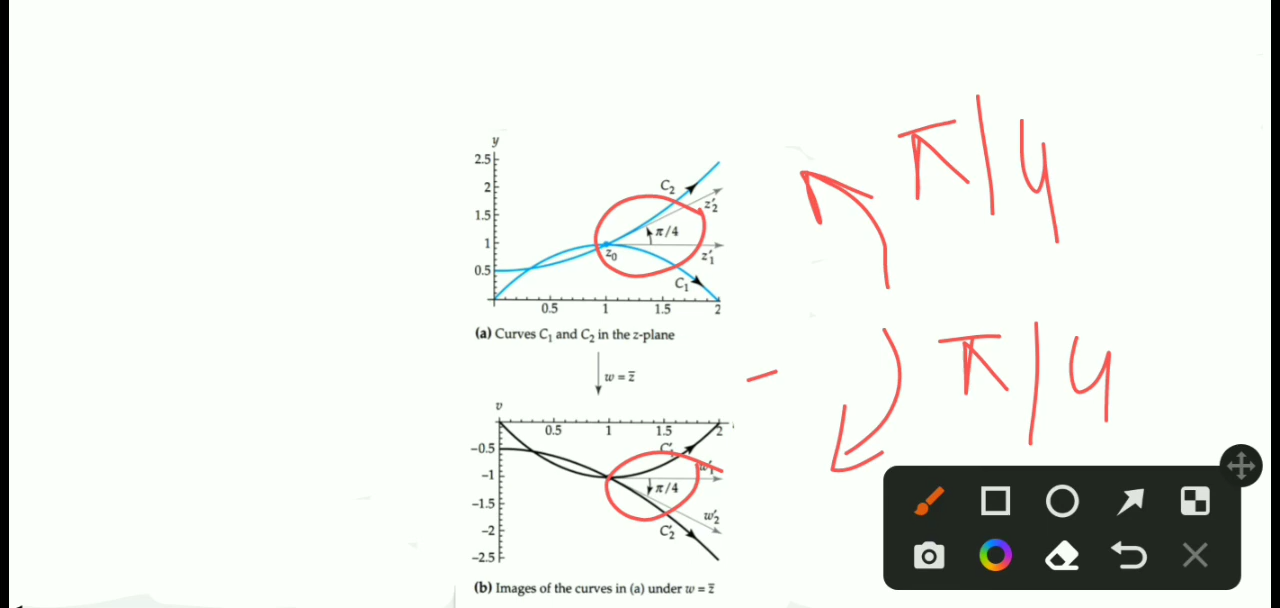 y
2.5
2
1.5
1
0.5
C₂
z′₂
π/4
z₀
z′₁
C₁
0.5 1 1.5 2
(a) Curves C₁ and C₂ in the z-plane
w = z̄
v
0.5 1 1.5 2
−0.5
−1
−1.5
−2
−2.5
C′₁
w′₁
π/4
w′₂
C′₂
(b) Images of the curves in (a) under w = z̄
π/4
− π/4